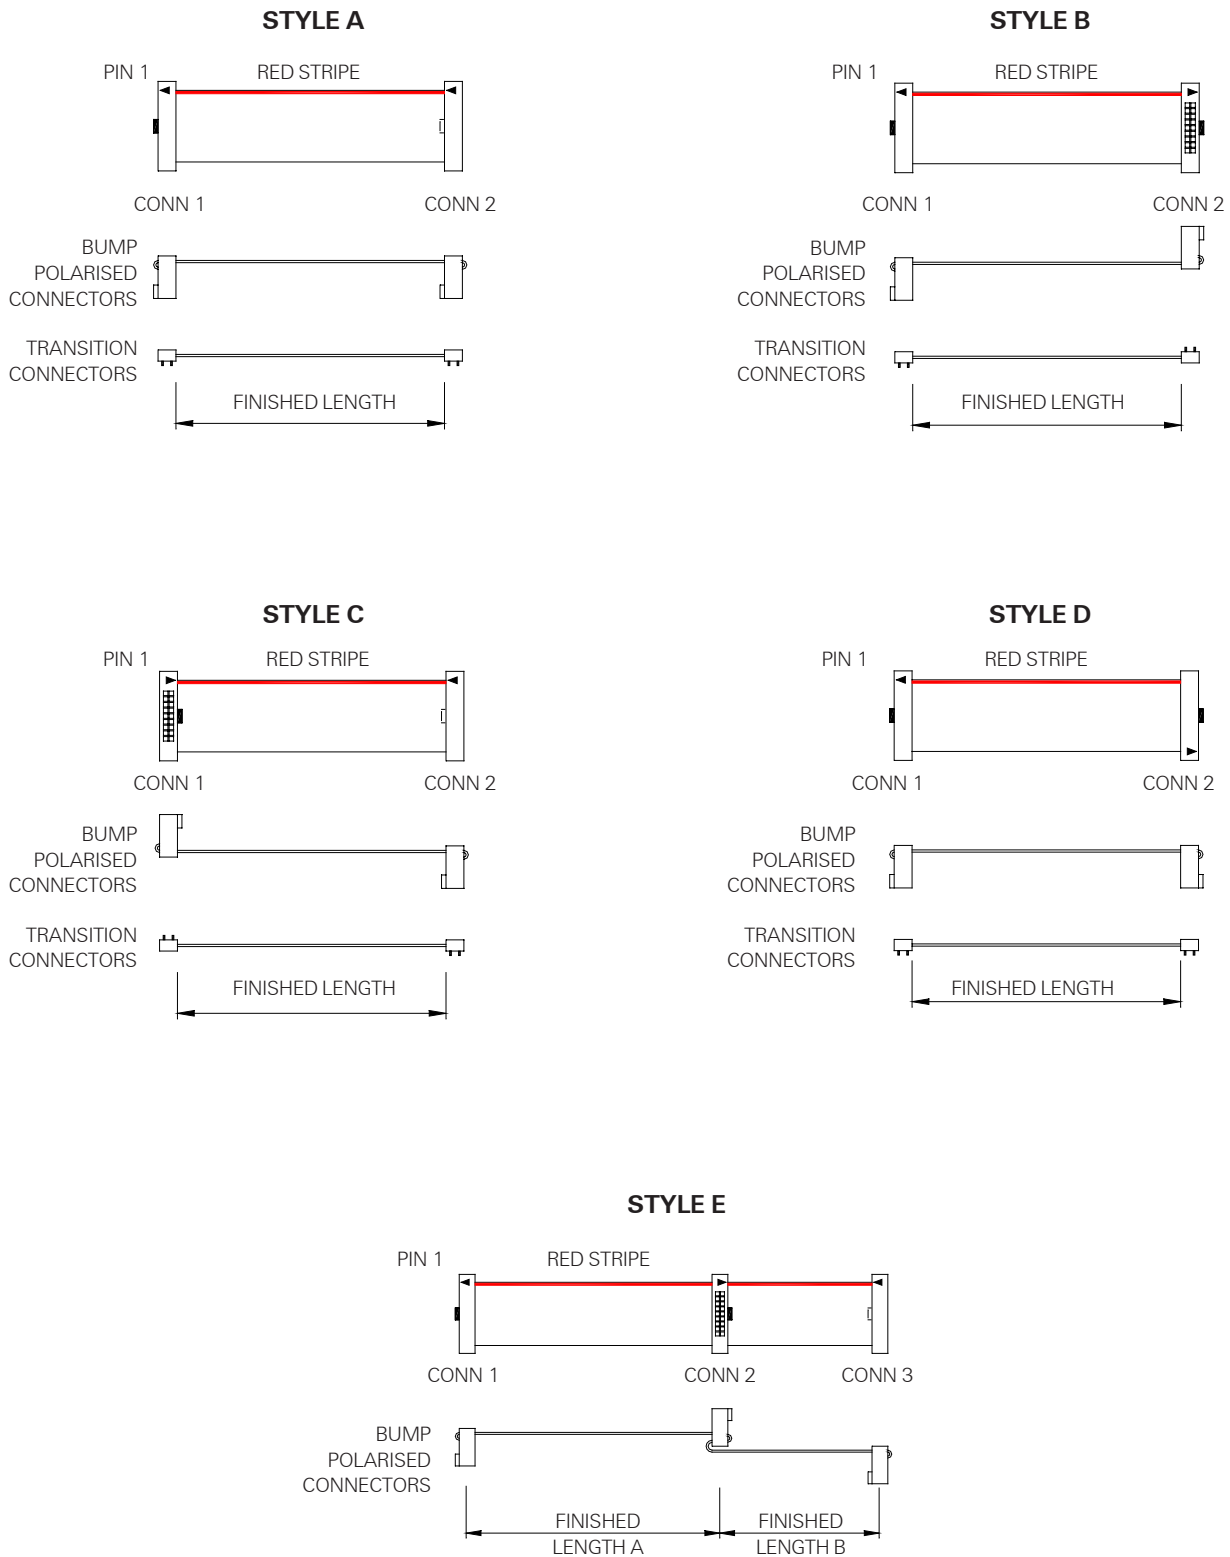 STYLE A
PIN 1
RED STRIPE
CONN 1
CONN 2
BUMP
POLARISED
CONNECTORS
TRANSITION
CONNECTORS
FINISHED LENGTH
STYLE B
PIN 1
RED STRIPE
CONN 1
CONN 2
BUMP
POLARISED
CONNECTORS
TRANSITION
CONNECTORS
FINISHED LENGTH
STYLE C
PIN 1
RED STRIPE
CONN 1
CONN 2
BUMP
POLARISED
CONNECTORS
TRANSITION
CONNECTORS
FINISHED LENGTH
STYLE D
PIN 1
RED STRIPE
CONN 1
CONN 2
BUMP
POLARISED
CONNECTORS
TRANSITION
CONNECTORS
FINISHED LENGTH
STYLE E
PIN 1
RED STRIPE
CONN 1
CONN 2
CONN 3
BUMP
POLARISED
CONNECTORS
FINISHED
LENGTH A
FINISHED
LENGTH B